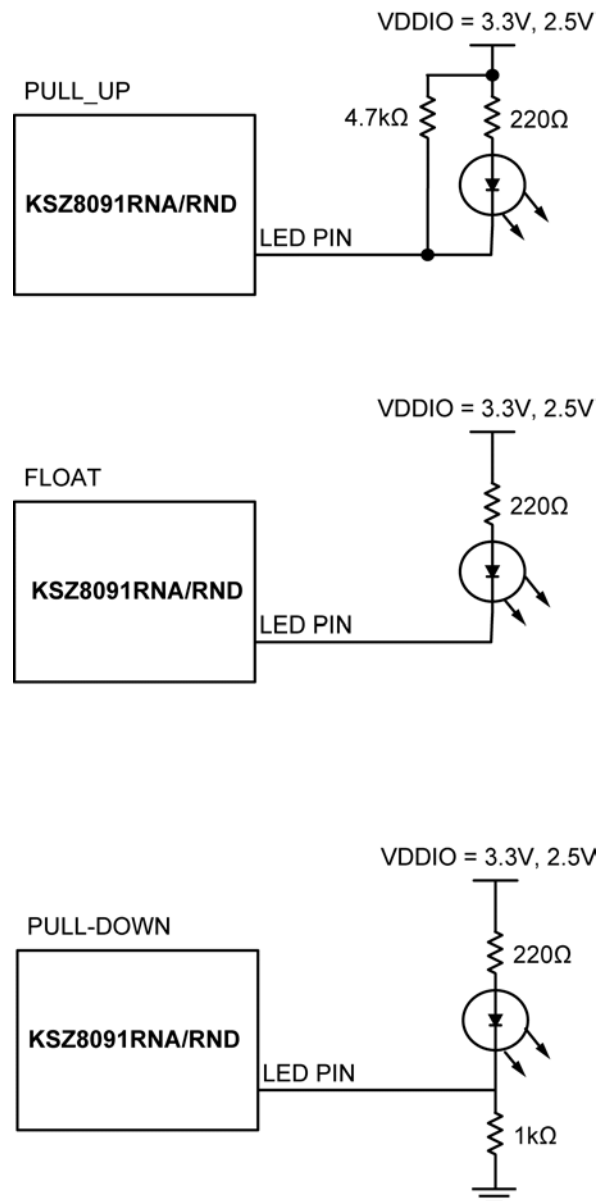 VDDIO = 3.3V, 2.5V
PULL_UP
4.7kΩ
220Ω
KSZ8091RNA/RND
LED PIN
VDDIO = 3.3V, 2.5V
FLOAT
220Ω
KSZ8091RNA/RND
LED PIN
VDDIO = 3.3V, 2.5V
PULL-DOWN
220Ω
KSZ8091RNA/RND
LED PIN
1kΩ